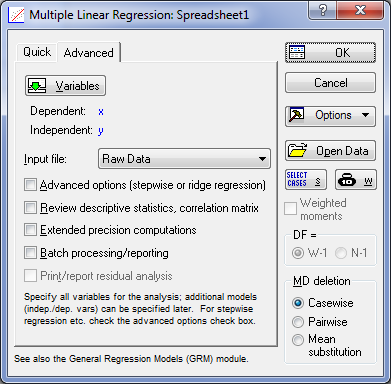 Multiple Linear Regression: Spreadsheet1
Quick Advanced
OK
Variables
Cancel
Dependent: x
Independent: y
Options
Input file: Raw Data
Open Data
SELECT CASES S W
Advanced options (stepwise or ridge regression)
Review descriptive statistics, correlation matrix
Weighted moments
Extended precision computations
DF =
Batch processing/reporting
W-1 N-1
Print/report residual analysis
MD deletion
Specify all variables for the analysis; additional models
(indep./dep. vars) can be specified later. For stepwise
regression etc. check the advanced options check box.
Casewise
Pairwise
Mean substitution
See also the General Regression Models (GRM) module.